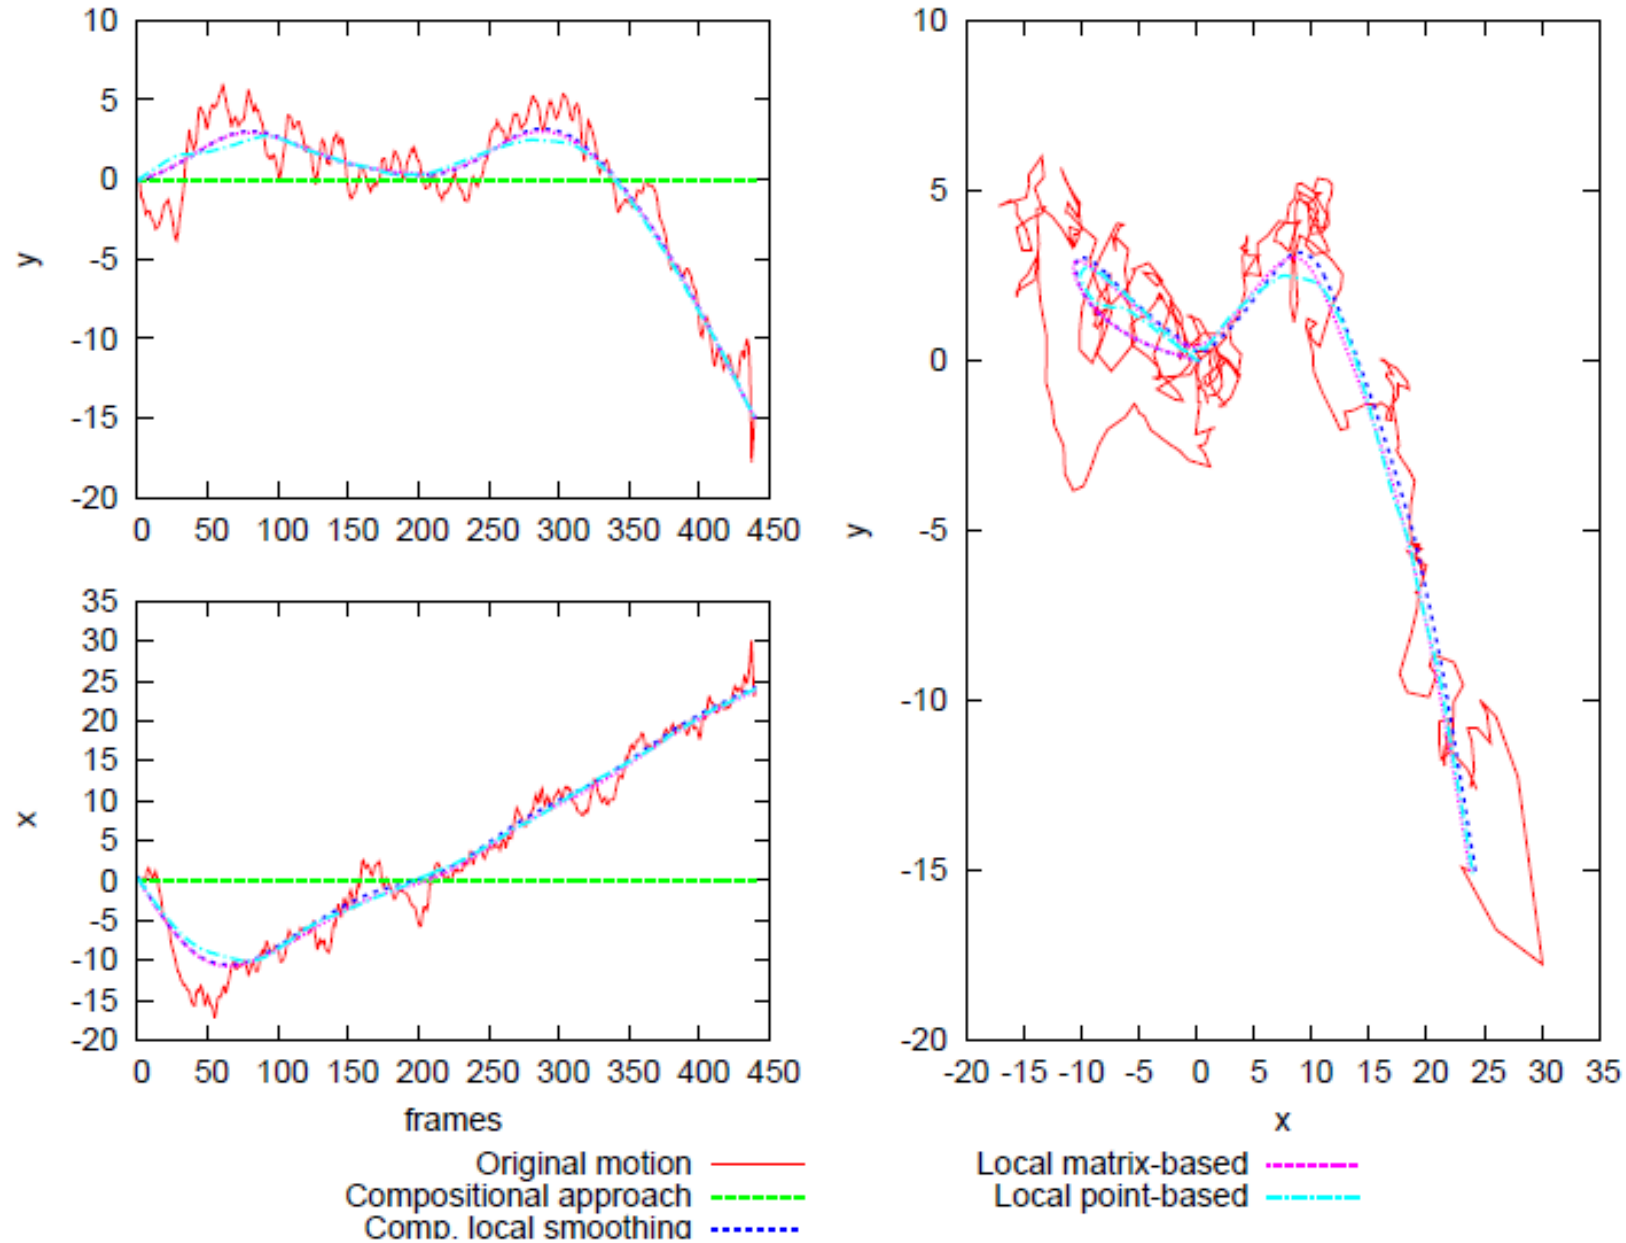 10
5
0
-5
-10
-15
-20
y
0 50 100 150 200 250 300 350 400 450
35
30
25
20
15
10
5
0
-5
-10
-15
-20
x
0 50 100 150 200 250 300 350 400 450
frames
10
5
0
-5
-10
-15
-20
y
-20 -15 -10 -5 0 5 10 15 20 25 30 35
x
Original motion
Compositional approach
Comp. local smoothing
Local matrix-based
Local point-based